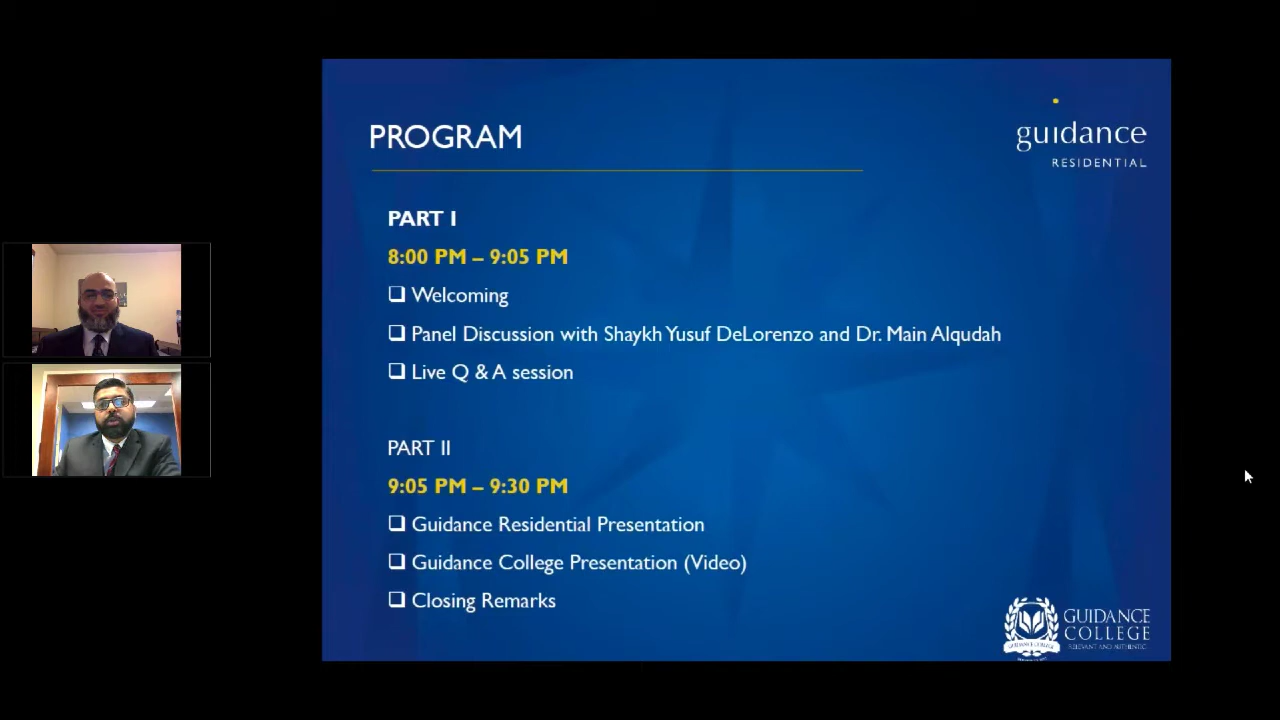 PROGRAM
guidance
RESIDENTIAL
PART I
8:00 PM – 9:05 PM
❑ Welcoming
❑ Panel Discussion with Shaykh Yusuf DeLorenzo and Dr. Main Alqudah
❑ Live Q & A session
PART II
9:05 PM – 9:30 PM
❑ Guidance Residential Presentation
❑ Guidance College Presentation (Video)
❑ Closing Remarks
GUIDANCE
COLLEGE
RELEVANT AND AUTHENTIC
GUIDANCE COLLEGE